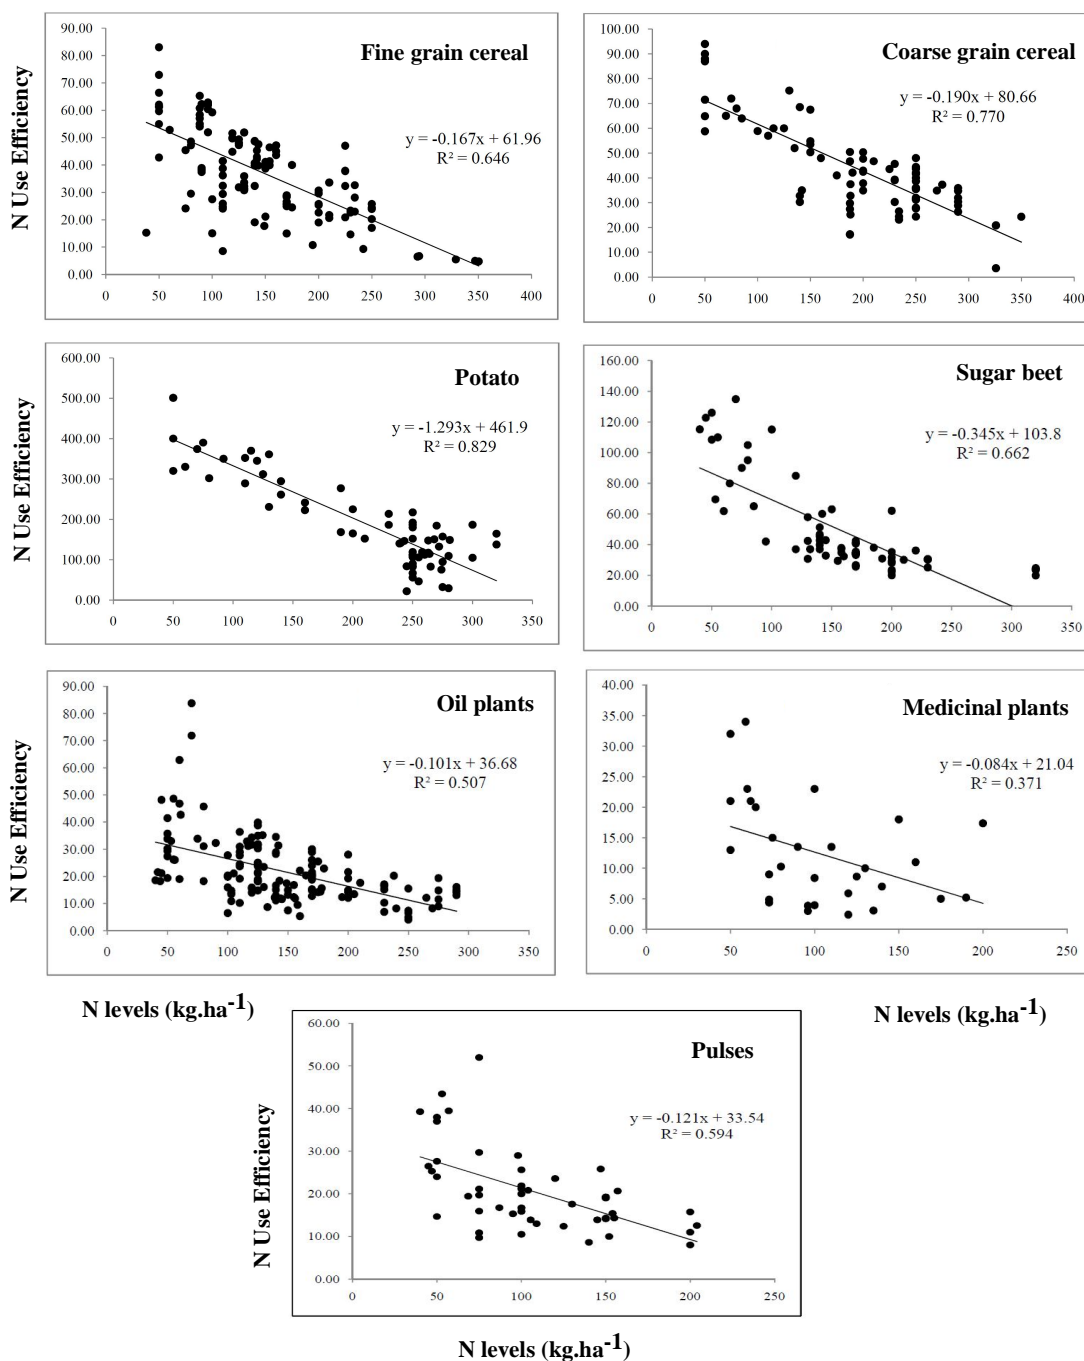 N Use Efficiency
Fine grain cereal
y = -0.167x + 61.96
R² = 0.646
90.00
80.00
70.00
60.00
50.00
40.00
30.00
20.00
10.00
0.00
0 50 100 150 200 250 300 350 400
Coarse grain cereal
y = -0.190x + 80.66
R² = 0.770
100.00
90.00
80.00
70.00
60.00
50.00
40.00
30.00
20.00
10.00
0.00
0 50 100 150 200 250 300 350 400
N Use Efficiency
Potato
y = -1.293x + 461.9
R² = 0.829
600.00
500.00
400.00
300.00
200.00
100.00
0.00
0 50 100 150 200 250 300 350
Sugar beet
y = -0.345x + 103.8
R² = 0.662
160.00
140.00
120.00
100.00
80.00
60.00
40.00
20.00
0.00
0 50 100 150 200 250 300 350
N Use Efficiency
Oil plants
y = -0.101x + 36.68
R² = 0.507
90.00
80.00
70.00
60.00
50.00
40.00
30.00
20.00
10.00
0.00
0 50 100 150 200 250 300 350
N levels (kg.ha-1)
Medicinal plants
y = -0.084x + 21.04
R² = 0.371
40.00
35.00
30.00
25.00
20.00
15.00
10.00
5.00
0.00
0 50 100 150 200 250
N levels (kg.ha-1)
N Use Efficiency
Pulses
y = -0.121x + 33.54
R² = 0.594
60.00
50.00
40.00
30.00
20.00
10.00
0.00
0 50 100 150 200 250
N levels (kg.ha-1)